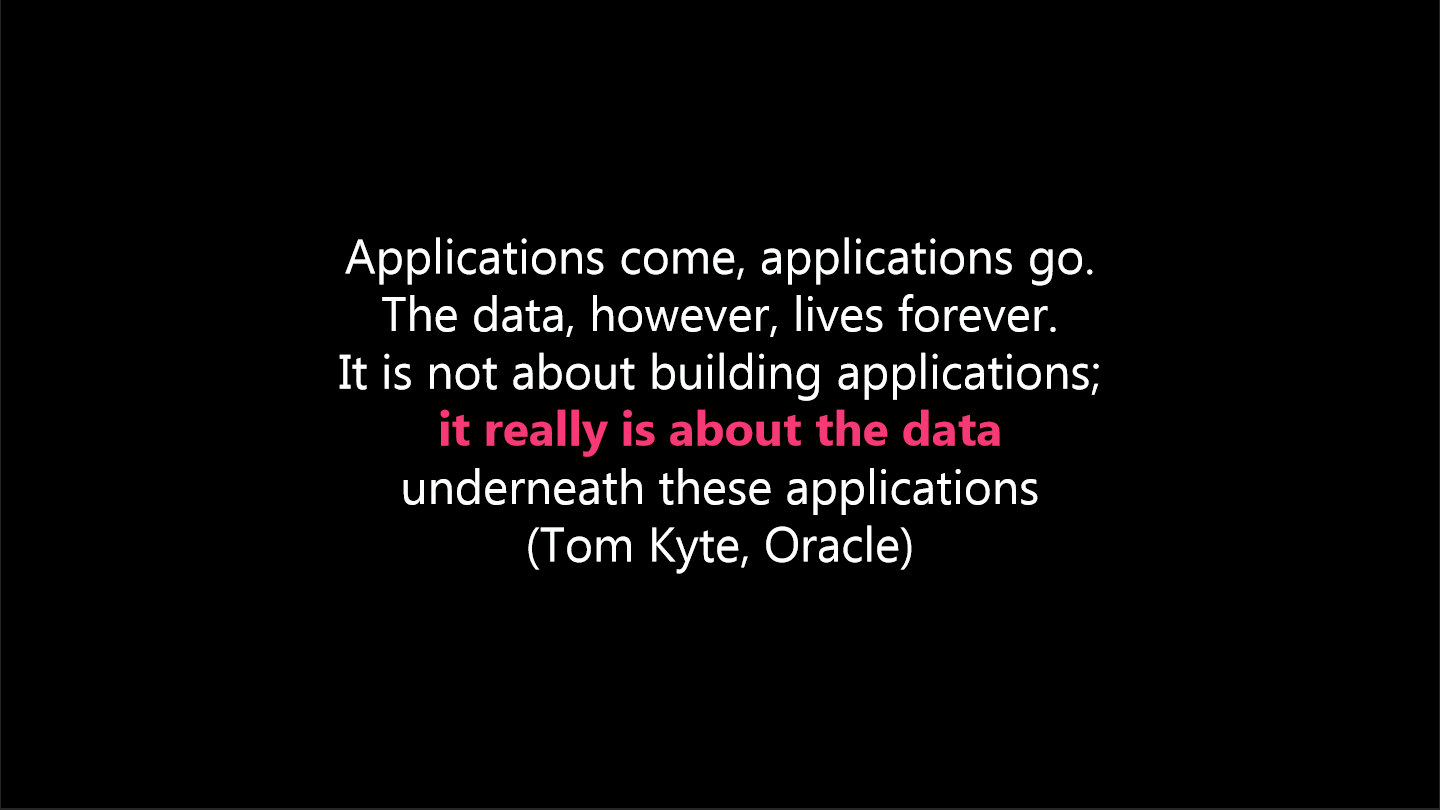 Applications come, applications go.
The data, however, lives forever.
It is not about building applications;
it really is about the data
underneath these applications
(Tom Kyte, Oracle)